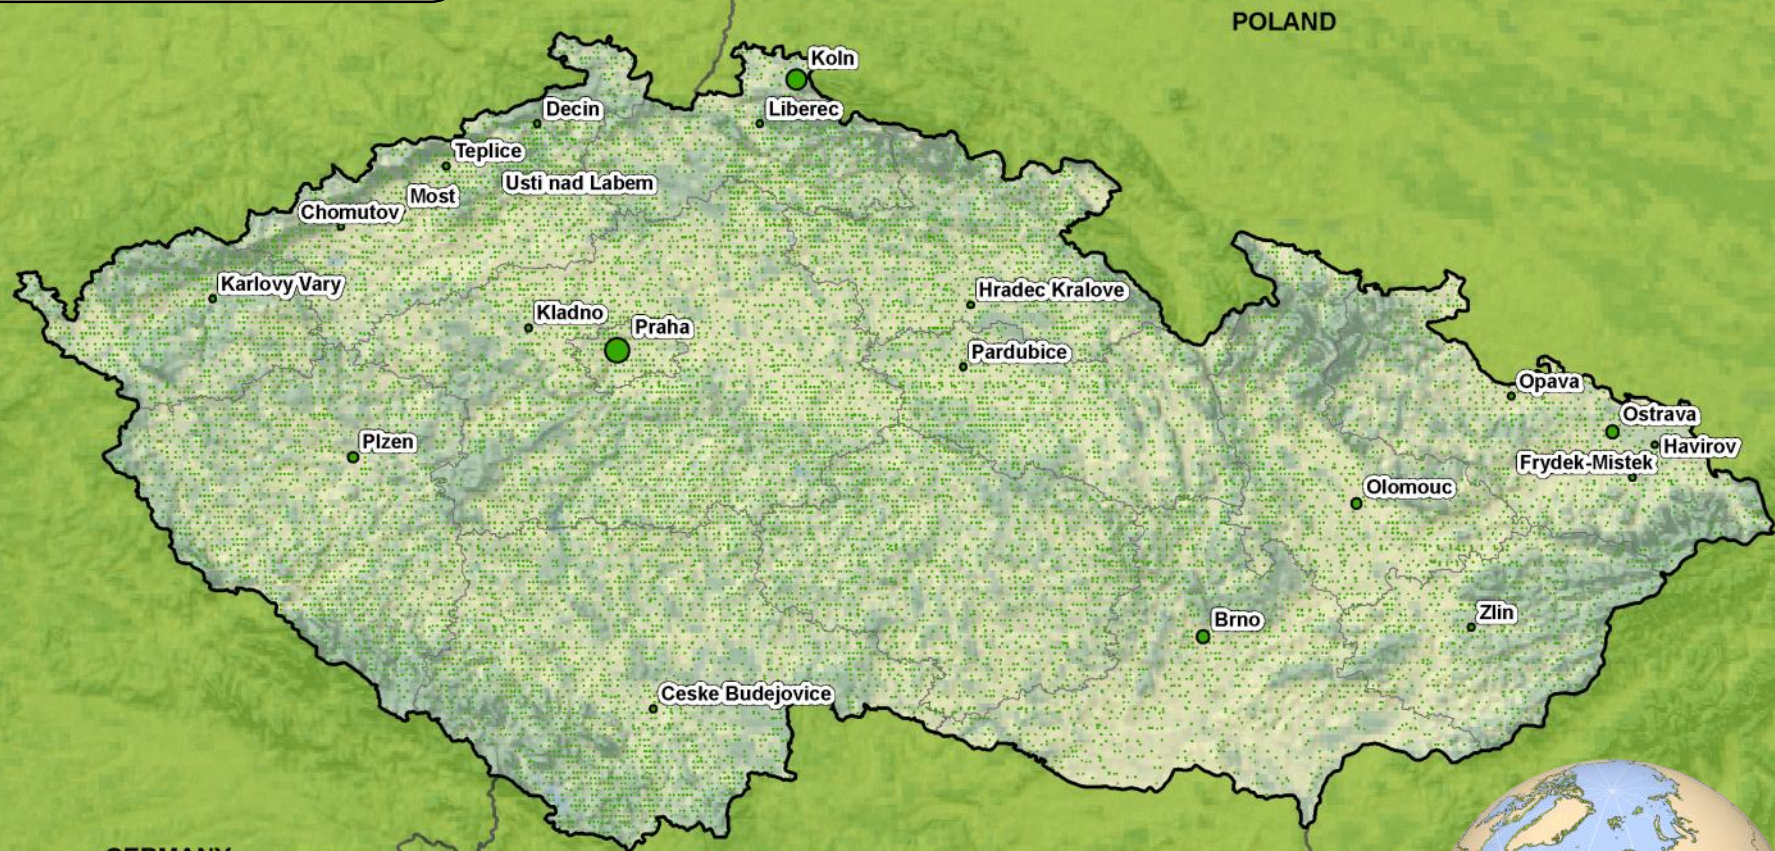 POLAND
Koln
Decin
Liberec
Teplice
Usti nad Labem
Most
Chomutov
Karlovy Vary
Hradec Kralove
Kladno
Praha
Pardubice
Opava
Ostrava
Plzen
Havirov
Frydek-Mistek
Olomouc
Zlin
Brno
Ceske Budejovice
GERMANY